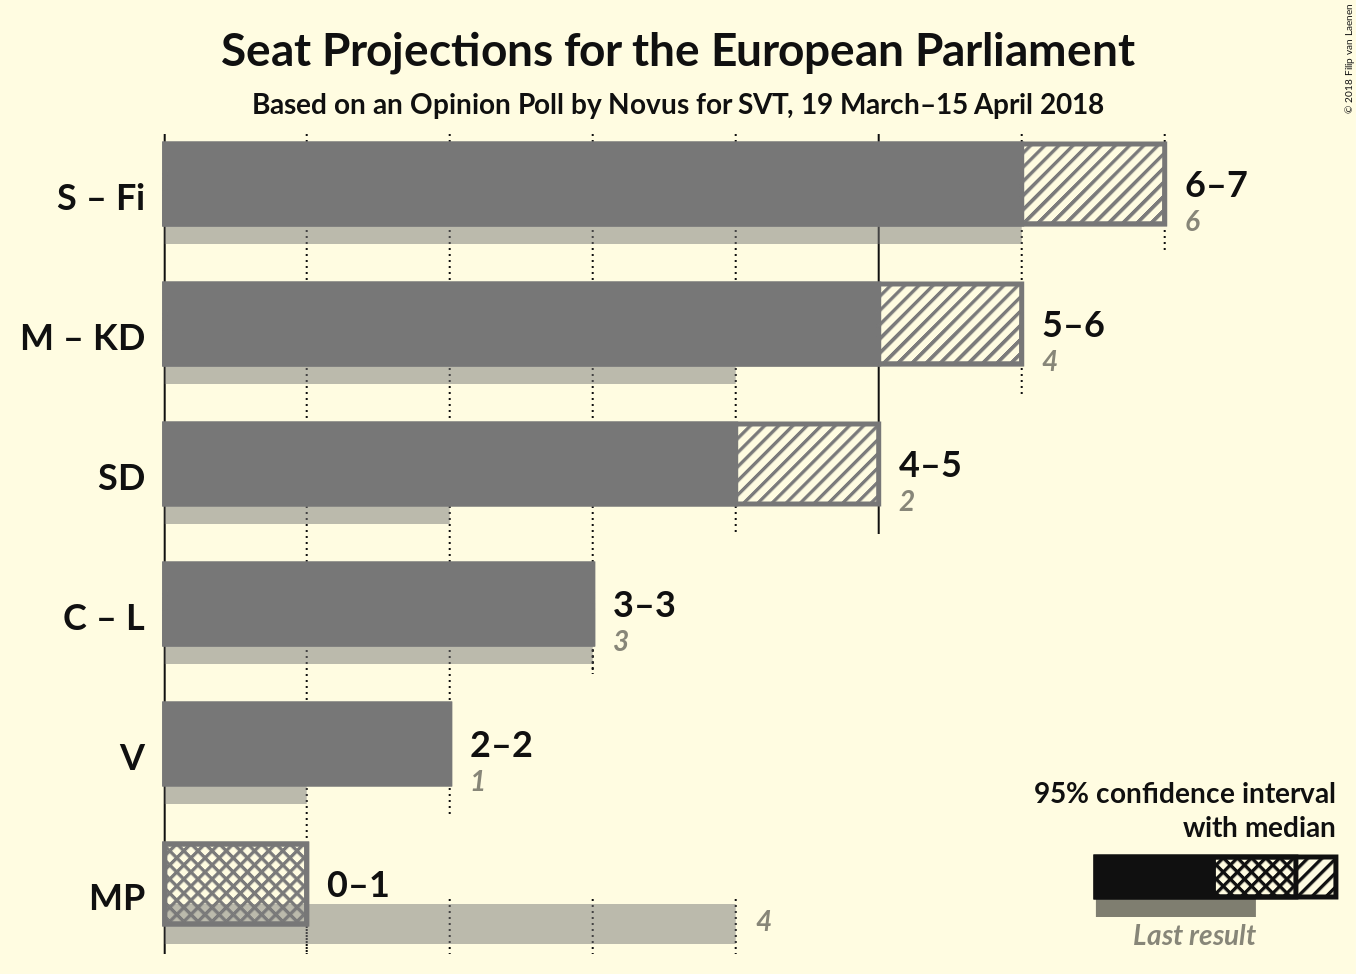 Seat Projections for the European Parliament
Based on an Opinion Poll by Novus for SVT, 19 March–15 April 2018
© 2018 Filip van Laenen
S – Fi
6–7
6
M – KD
5–6
4
SD
4–5
2
C – L
3–3
3
V
2–2
1
MP
0–1
4
95% confidence interval
with median
Last result